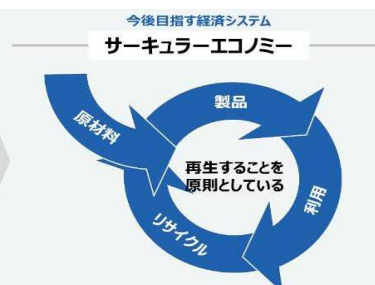 今後目指す経済システム
サーキュラーエコノミー
原材料
製品
再生することを
原則としている
利用
リサイクル